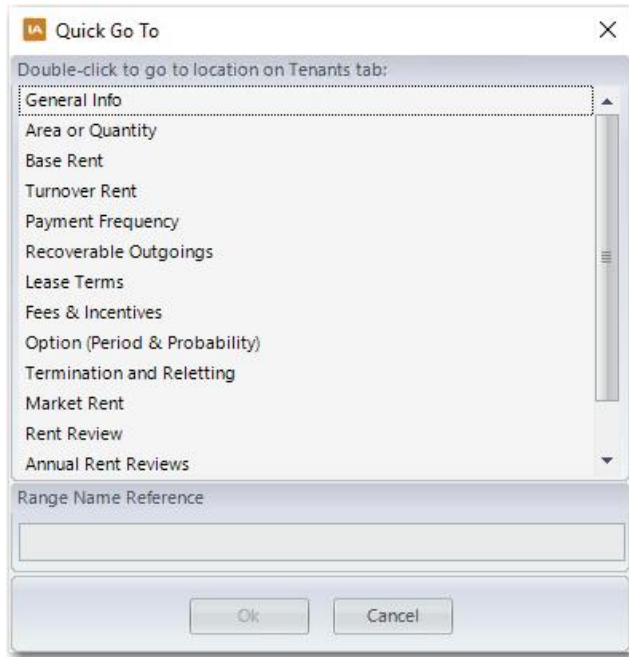 IA Quick Go To
Double-click to go to location on Tenants tab:
General Info
Area or Quantity
Base Rent
Turnover Rent
Payment Frequency
Recoverable Outgoings
Lease Terms
Fees & Incentives
Option (Period & Probability)
Termination and Reletting
Market Rent
Rent Review
Annual Rent Reviews
Range Name Reference
Ok Cancel